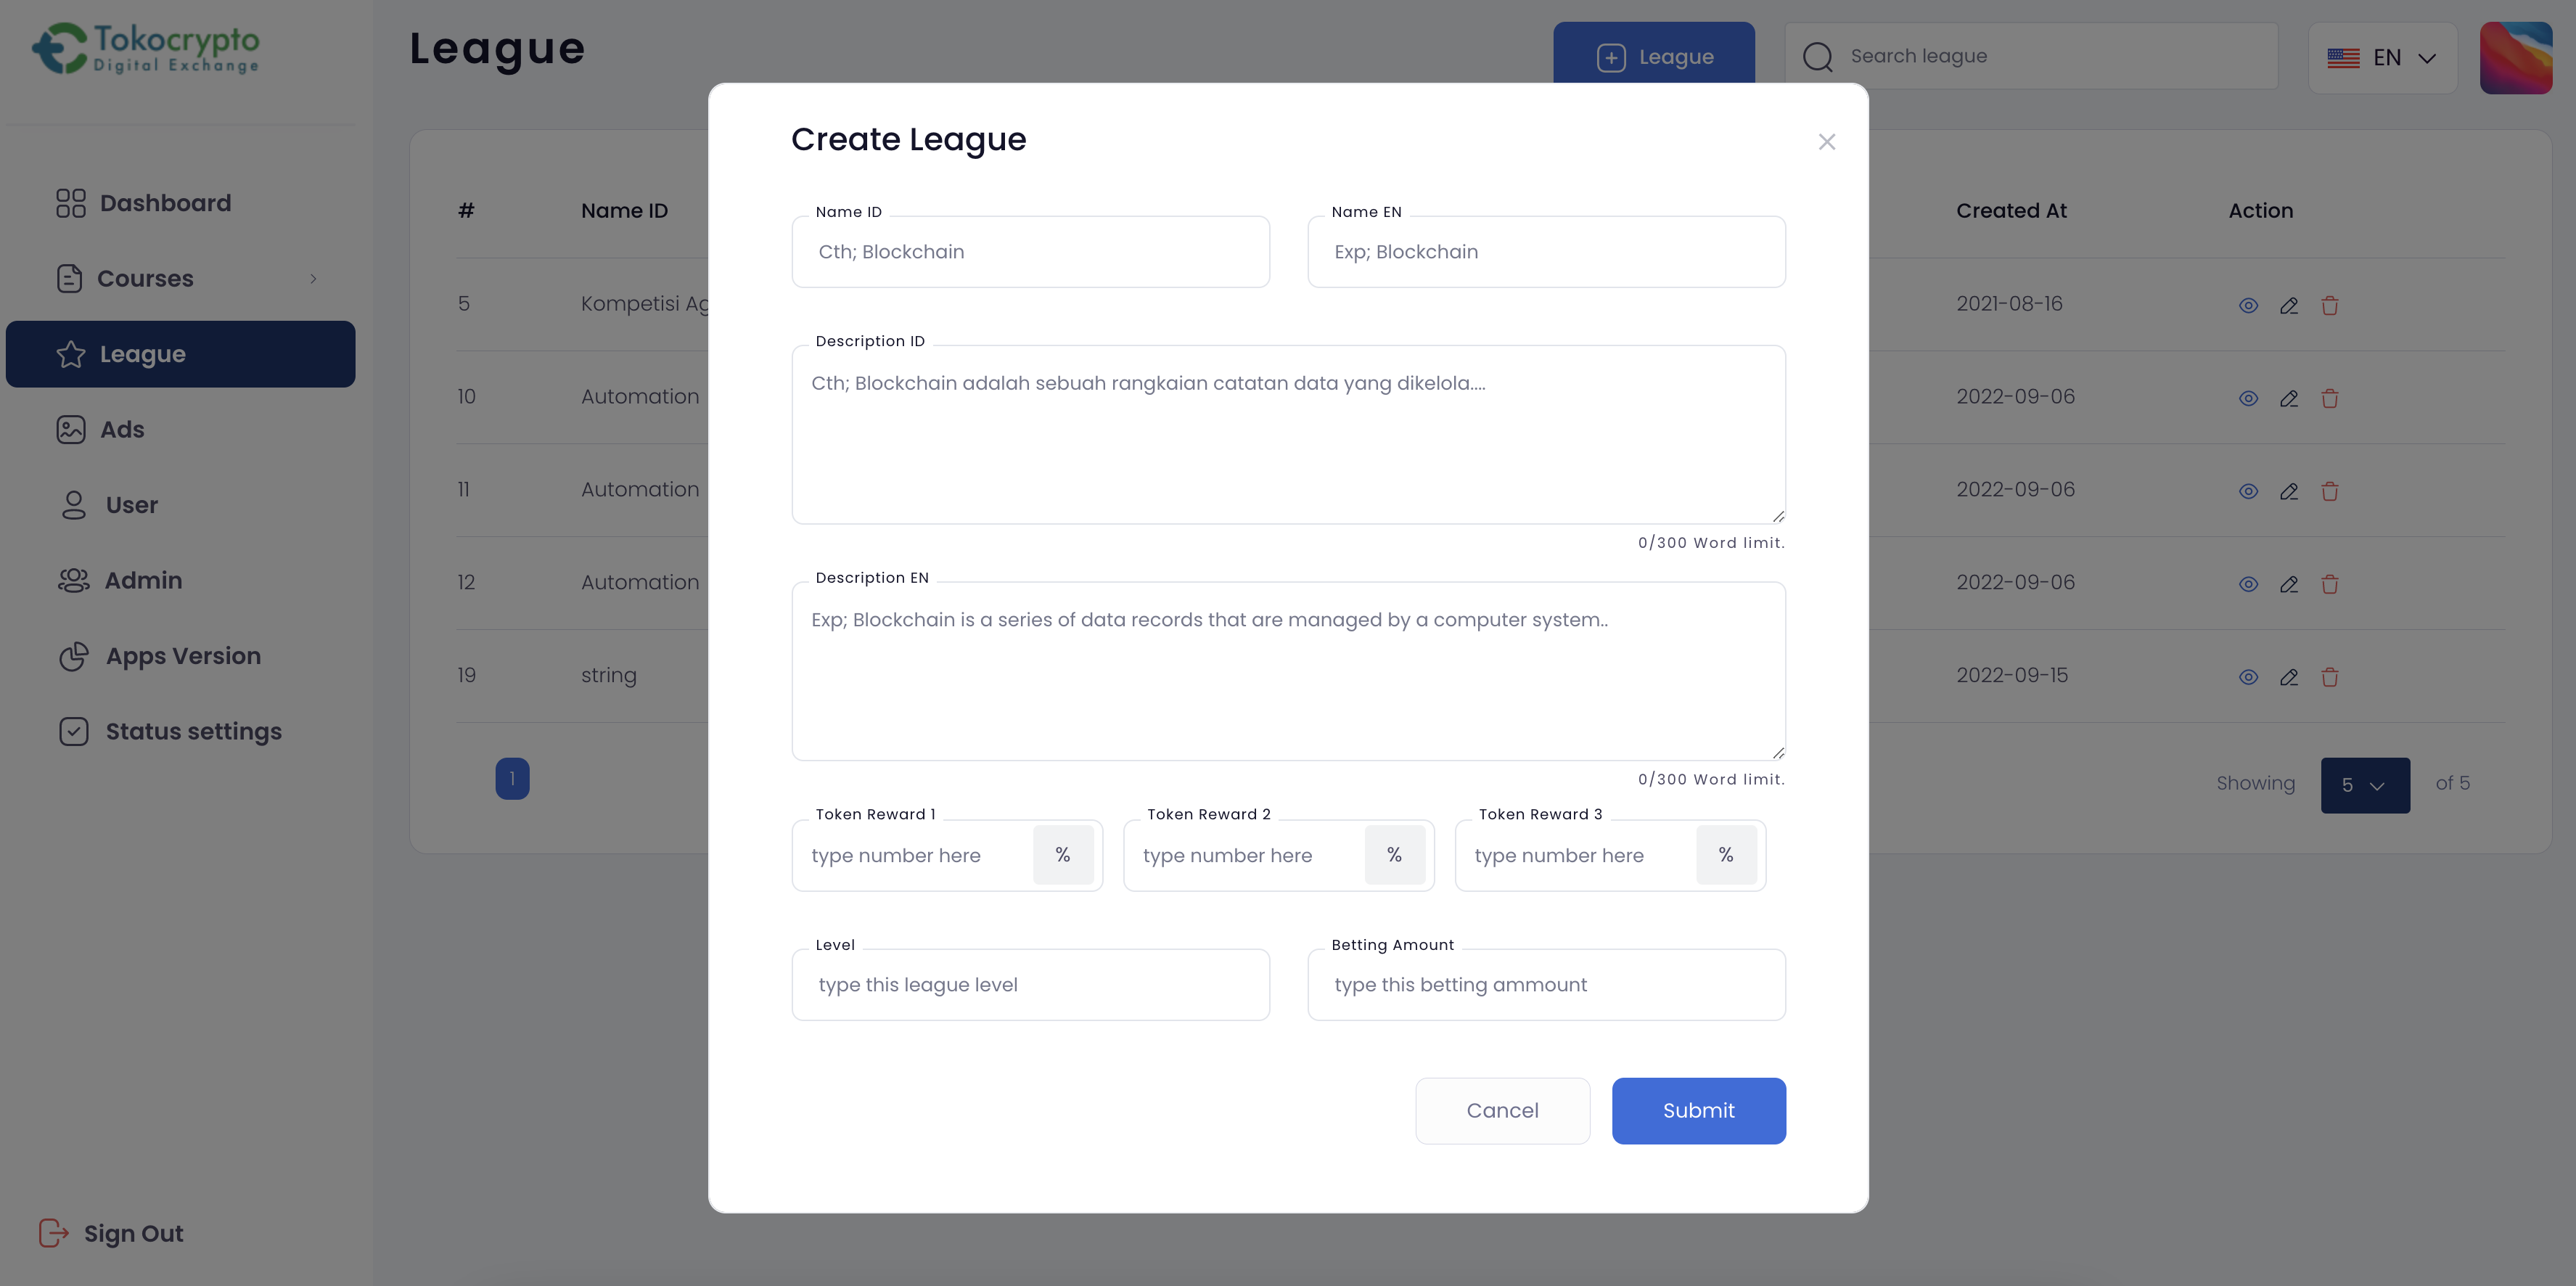 Tokocrypto
Digital Exchange
League
League
Search league
EN
Dashboard
Courses
League
Ads
User
Admin
Apps Version
Status settings
Sign Out
# Name ID Created At Action
5 Kompetisi 2021-08-16
10 Automation 2022-09-06
11 Automation 2022-09-06
12 Automation 2022-09-06
19 string 2022-09-15
1
Showing 5 of 5
Create League
Name ID
Cth; Blockchain
Name EN
Exp; Blockchain
Description ID
Cth; Blockchain adalah sebuah rangkaian catatan data yang dikelola....
0/300 Word limit.
Description EN
Exp; Blockchain is a series of data records that are managed by a computer system..
0/300 Word limit.
Token Reward 1
type number here %
Token Reward 2
type number here %
Token Reward 3
type number here %
Level
type this league level
Betting Amount
type this betting ammount
Cancel
Submit